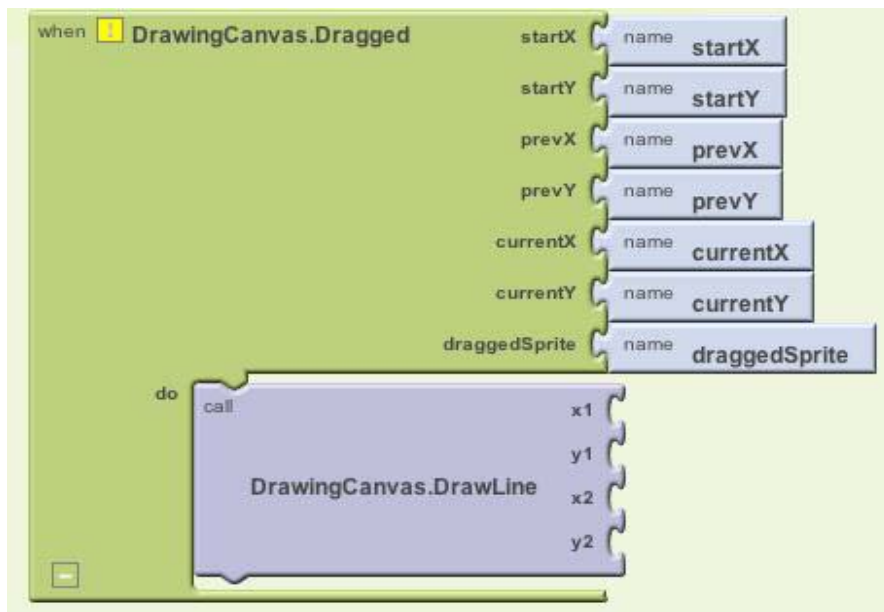 when ! DrawingCanvas.Dragged startX name startX
startY name startY
prevX name prevX
prevY name prevY
currentX name currentX
currentY name currentY
draggedSprite name draggedSprite
do call x1
y1
DrawingCanvas.DrawLine
x2
y2